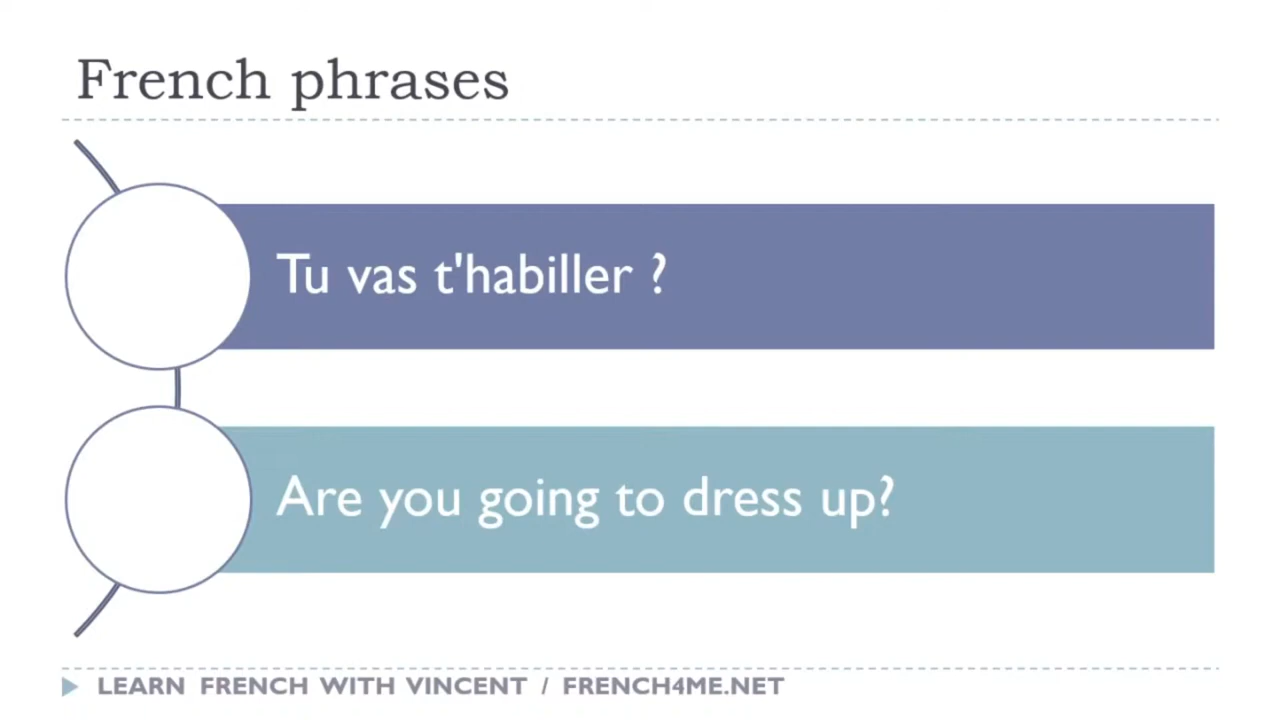 French phrases
Tu vas t'habiller ?
Are you going to dress up?
LEARN FRENCH WITH VINCENT / FRENCH4ME.NET